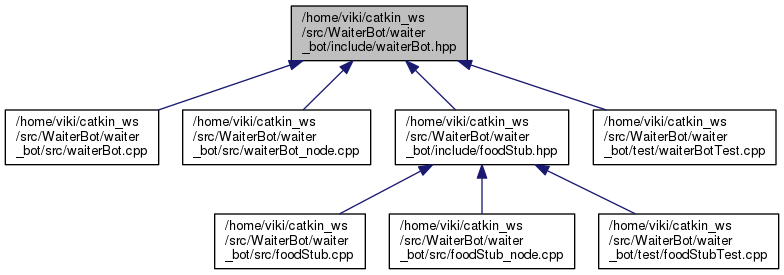 /home/viki/catkin_ws
/src/WaiterBot/waiter
_bot/include/waiterBot.hpp
/home/viki/catkin_ws
/src/WaiterBot/waiter
_bot/src/waiterBot.cpp
/home/viki/catkin_ws
/src/WaiterBot/waiter
_bot/src/waiterBot_node.cpp
/home/viki/catkin_ws
/src/WaiterBot/waiter
_bot/include/foodStub.hpp
/home/viki/catkin_ws
/src/WaiterBot/waiter
_bot/test/waiterBotTest.cpp
/home/viki/catkin_ws
/src/WaiterBot/waiter
_bot/src/foodStub.cpp
/home/viki/catkin_ws
/src/WaiterBot/waiter
_bot/src/foodStub_node.cpp
/home/viki/catkin_ws
/src/WaiterBot/waiter
_bot/test/foodStubTest.cpp